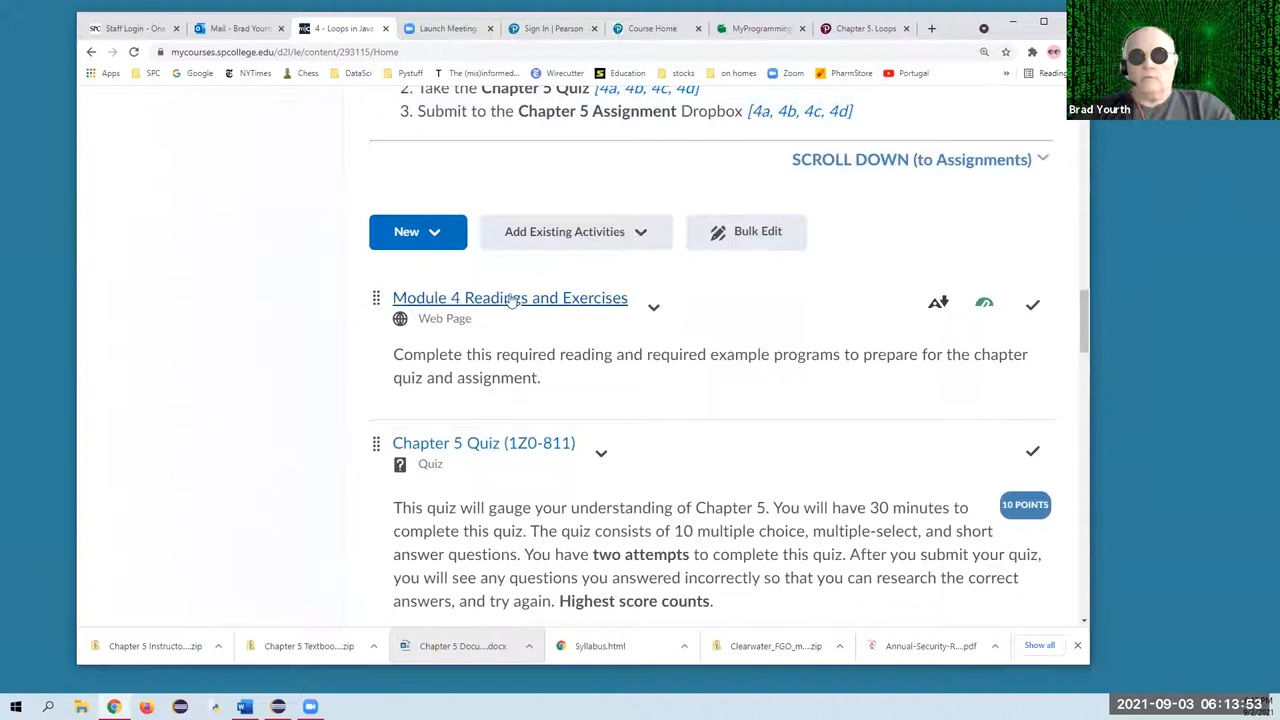 Staff Login - One
Mail - Brad Yourt
4 - Loops in Java
Launch Meeting
Sign In | Pearson
Course Home
MyProgramming
Chapter 5. Loops
mycourses.spcollege.edu/d2l/le/content/293115/Home
Apps SPC Google NYTimes Chess DataSci Pystuff The (mis)informed... Wirecutter Education stocks on homes Zoom PharmStore Portugal » Reading
Brad Yourth
2. Take the Chapter 5 Quiz [4a, 4b, 4c, 4d]
3. Submit to the Chapter 5 Assignment Dropbox [4a, 4b, 4c, 4d]
SCROLL DOWN (to Assignments)
New
Add Existing Activities
Bulk Edit
Module 4 Readings and Exercises
Web Page
Complete this required reading and required example programs to prepare for the chapter
quiz and assignment.
Chapter 5 Quiz (1Z0-811)
Quiz
This quiz will gauge your understanding of Chapter 5. You will have 30 minutes to
10 POINTS
complete this quiz. The quiz consists of 10 multiple choice, multiple-select, and short
answer questions. You have two attempts to complete this quiz. After you submit your quiz,
you will see any questions you answered incorrectly so that you can research the correct
answers, and try again. Highest score counts.
Chapter 5 Instructo....zip
Chapter 5 Textboo....zip
Chapter 5 Docu....docx
Syllabus.html
Clearwater_FGO_m....zip
Annual-Security-R....pdf
Show all
2021-09-03 06:13:53